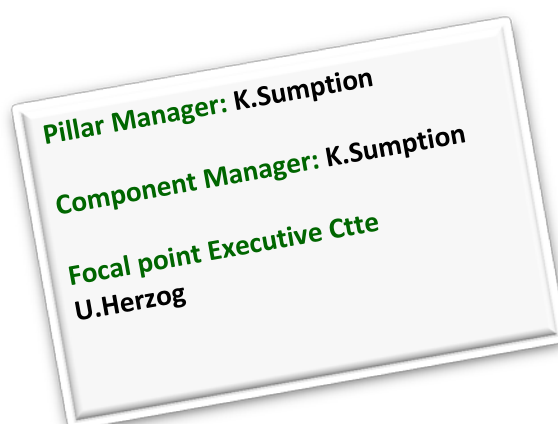 Pillar Manager: K.Sumption
Component Manager: K.Sumption
Focal point Executive Ctte
U.Herzog